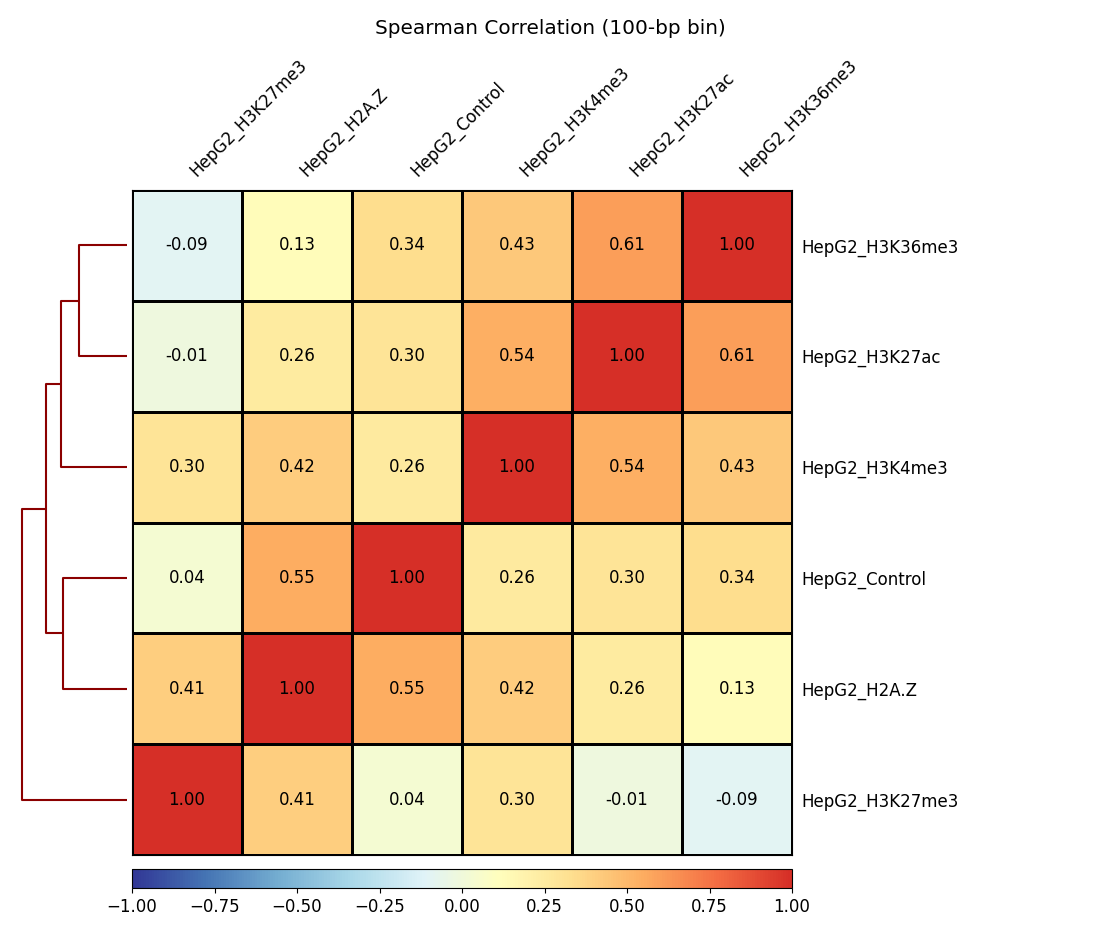 Spearman Correlation (100-bp bin)
HepG2_H3K27me3 HepG2_H2A.Z HepG2_Control HepG2_H3K4me3 HepG2_H3K27ac HepG2_H3K36me3
-0.09 0.13 0.34 0.43 0.61 1.00 HepG2_H3K36me3
-0.01 0.26 0.30 0.54 1.00 0.61 HepG2_H3K27ac
0.30 0.42 0.26 1.00 0.54 0.43 HepG2_H3K4me3
0.04 0.55 1.00 0.26 0.30 0.34 HepG2_Control
0.41 1.00 0.55 0.42 0.26 0.13 HepG2_H2A.Z
1.00 0.41 0.04 0.30 -0.01 -0.09 HepG2_H3K27me3
−1.00 −0.75 −0.50 −0.25 0.00 0.25 0.50 0.75 1.00